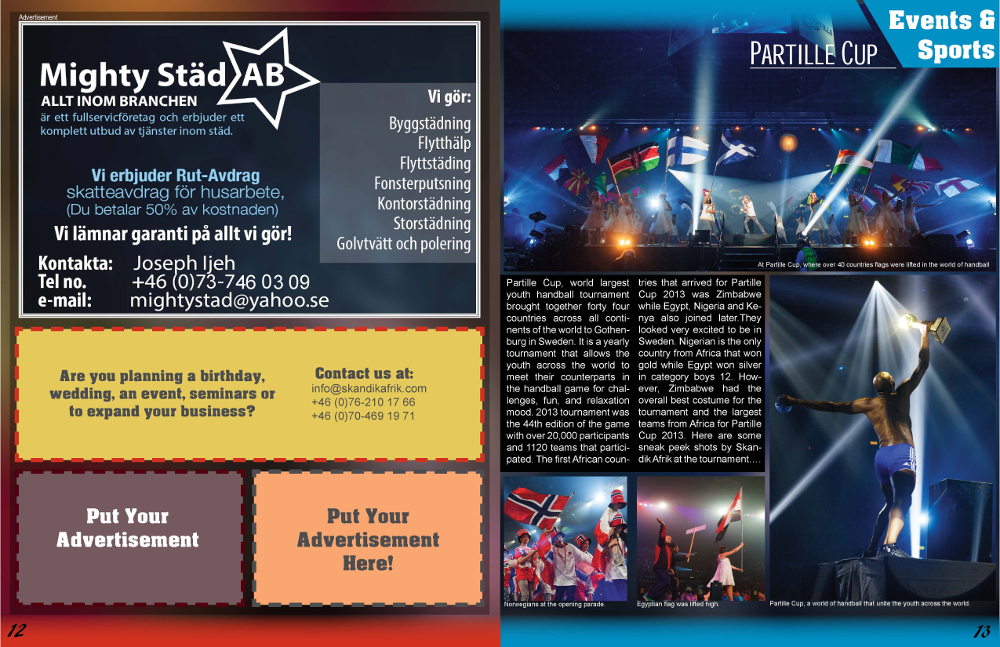 Advertisement
Mighty Städ AB
ALLT INOM BRANCHEN
är ett fullservicföretag och erbjuder ett
komplett utbud av tjänster inom städ.
Vi erbjuder Rut-Avdrag
skatteavdrag för husarbete,
(Du betalar 50% av kostnaden)
Vi lämnar garanti på allt vi gör!
Kontakta: Joseph Ijeh
Tel no. +46 (0)73-746 03 09
e-mail: mightystad@yahoo.se
Vi gör:
Byggstädning
Flytthälp
Flyttstäding
Fonsterputsning
Kontorstädning
Storstädning
Golvtvätt och polering
Are you planning a birthday,
wedding, an event, seminars or
to expand your business?
Contact us at:
info@skandikafrik.com
+46 (0)76-210 17 66
+46 (0)70-469 19 71
Put Your
Advertisement
Put Your
Advertisement
Here!
12
Events &
Sports
PARTILLE CUP
At Partille Cup, where over 40 countries flags were lifted in the world of handball
Partille Cup, world largest
youth handball tournament
brought together forty four
countries across all conti-
nents of the world to Gothen-
burg in Sweden. It is a yearly
tournament that allows the
youth across the world to
meet their counterparts in
the handball game for chal-
lenges, fun, and relaxation
mood. 2013 tournament was
the 44th edition of the game
with over 20,000 participants
and 1120 teams that partici-
pated. The first African coun-
tries that arrived for Partille
Cup 2013 was Zimbabwe
while Egypt, Nigeria and Ke-
nya also joined later.They
looked very excited to be in
Sweden. Nigerian is the only
country from Africa that won
gold while Egypt won silver
in category boys 12. How-
ever, Zimbabwe had the
overall best costume for the
tournament and the largest
teams from Africa for Partille
Cup 2013. Here are some
sneak peek shots by Skan-
dik Afrik at the tournament....
Norwegians at the opening parade.
Egyptian flag was lifted high.
Partille Cup, a world of handball that unite the youth across the world.
13